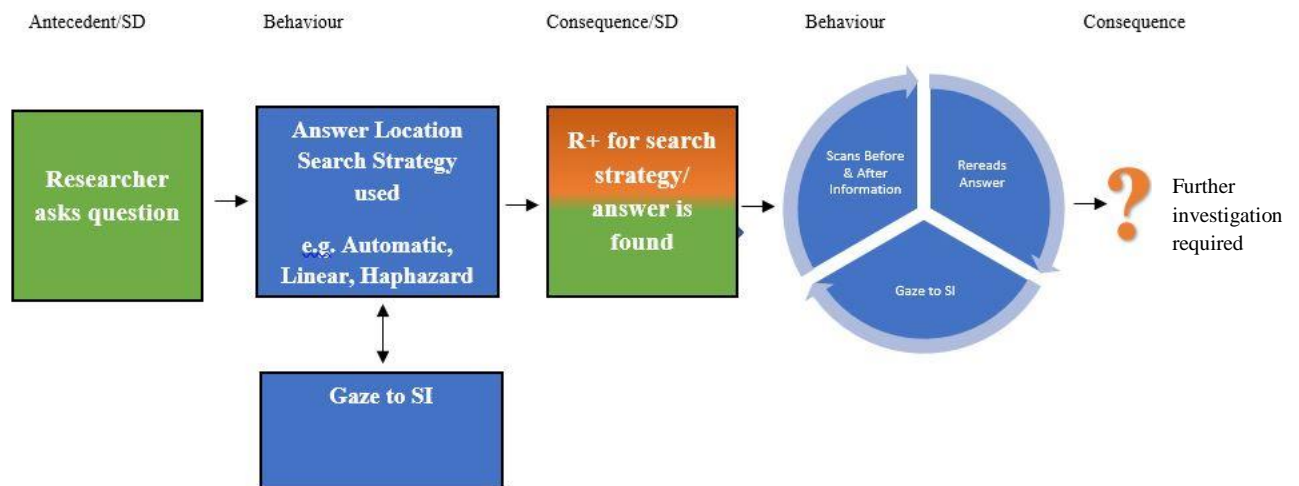 Antecedent/SD
Behaviour
Consequence/SD
Behaviour
Consequence
Researcher
asks question
Answer Location
Search Strategy
used
e.g. Automatic,
Linear, Haphazard
Gaze to SI
R+ for search
strategy/
answer is
found
Scans Before
& After
Information
Rereads
Answer
Gaze to SI
?
Further
investigation
required